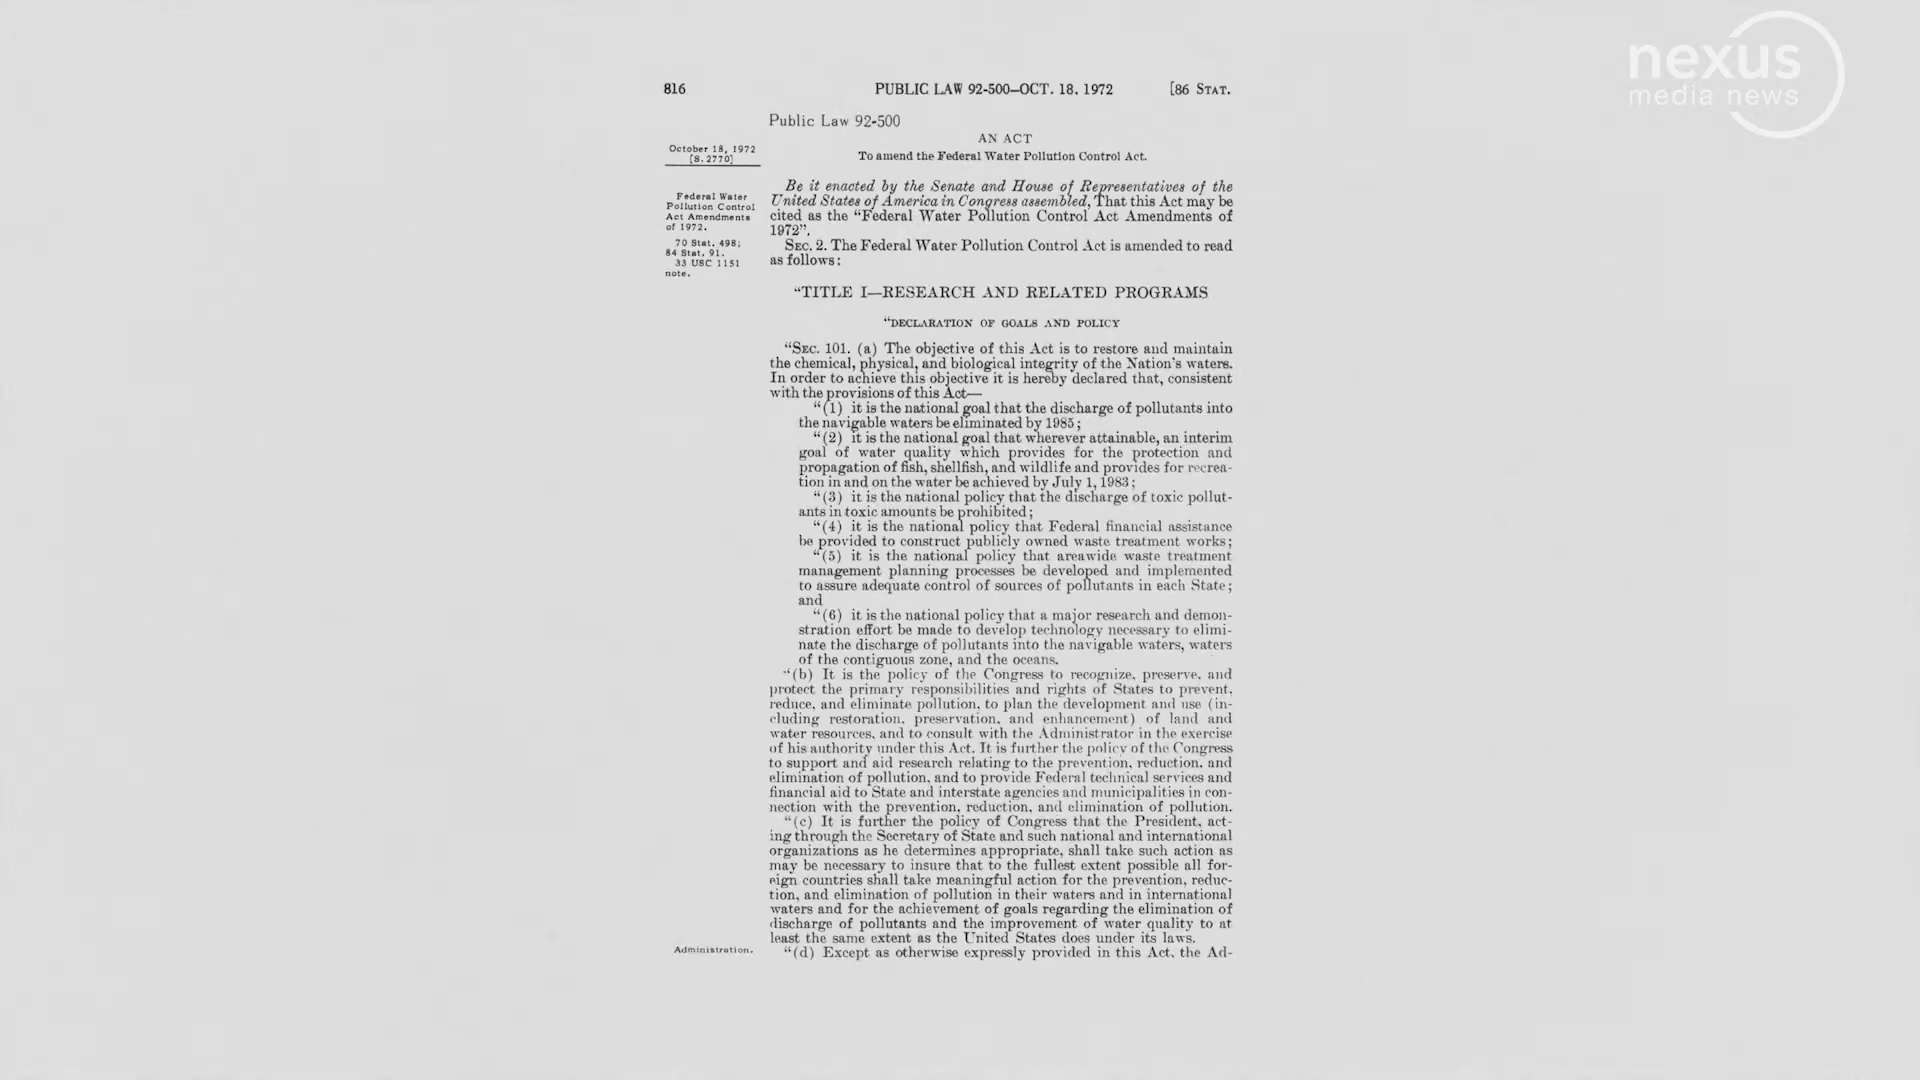 nexus
media news
816
PUBLIC LAW 92-500–OCT. 18, 1972
[86 STAT.
Public Law 92-500
AN ACT
October 18, 1972
[S. 2770]
To amend the Federal Water Pollution Control Act.
Federal Water
Pollution Control
Act Amendments
of 1972.
70 Stat. 498;
84 Stat. 91.
33 USC 1151
note.
Be it enacted by the Senate and House of Representatives of the
United States of America in Congress assembled, That this Act may be
cited as the “Federal Water Pollution Control Act Amendments of
1972”.
SEC. 2. The Federal Water Pollution Control Act is amended to read
as follows:
“TITLE I—RESEARCH AND RELATED PROGRAMS
“DECLARATION OF GOALS AND POLICY
“SEC. 101. (a) The objective of this Act is to restore and maintain
the chemical, physical, and biological integrity of the Nation's waters.
In order to achieve this objective it is hereby declared that, consistent
with the provisions of this Act—
“(1) it is the national goal that the discharge of pollutants into
the navigable waters be eliminated by 1985;
“(2) it is the national goal that wherever attainable, an interim
goal of water quality which provides for the protection and
propagation of fish, shellfish, and wildlife and provides for recrea-
tion in and on the water be achieved by July 1, 1983;
“(3) it is the national policy that the discharge of toxic pollut-
ants in toxic amounts be prohibited;
“(4) it is the national policy that Federal financial assistance
be provided to construct publicly owned waste treatment works;
“(5) it is the national policy that areawide waste treatment
management planning processes be developed and implemented
to assure adequate control of sources of pollutants in each State;
and
“(6) it is the national policy that a major research and demon-
stration effort be made to develop technology necessary to elimi-
nate the discharge of pollutants into the navigable waters, waters
of the contiguous zone, and the oceans.
“(b) It is the policy of the Congress to recognize, preserve, and
protect the primary responsibilities and rights of States to prevent,
reduce, and eliminate pollution, to plan the development and use (in-
cluding restoration, preservation, and enhancement) of land and
water resources, and to consult with the Administrator in the exercise
of his authority under this Act. It is further the policy of the Congress
to support and aid research relating to the prevention, reduction, and
elimination of pollution, and to provide Federal technical services and
financial aid to State and interstate agencies and municipalities in con-
nection with the prevention, reduction, and elimination of pollution.
“(c) It is further the policy of Congress that the President, act-
ing through the Secretary of State and such national and international
organizations as he determines appropriate, shall take such action as
may be necessary to insure that to the fullest extent possible all for-
eign countries shall take meaningful action for the prevention, reduc-
tion, and elimination of pollution in their waters and in international
waters and for the achievement of goals regarding the elimination of
discharge of pollutants and the improvement of water quality to at
least the same extent as the United States does under its laws.
Administration.
“(d) Except as otherwise expressly provided in this Act, the Ad-